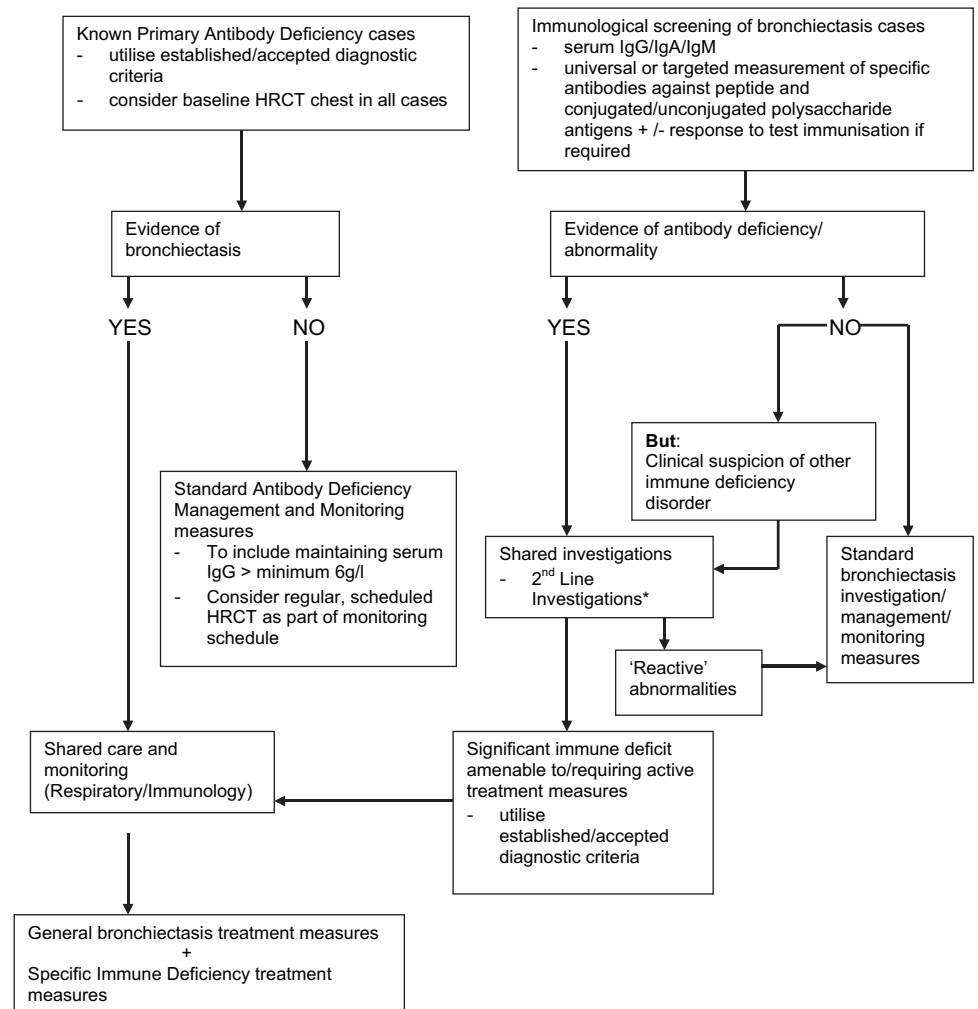 Known Primary Antibody Deficiency cases
- utilise established/accepted diagnostic
criteria
- consider baseline HRCT chest in all cases
Immunological screening of bronchiectasis cases
- serum IgG/IgA/IgM
- universal or targeted measurement of specific
antibodies against peptide and
conjugated/unconjugated polysaccharide
antigens + /- response to test immunisation if
required
Evidence of
bronchiectasis
Evidence of antibody deficiency/
abnormality
YES
NO
YES
NO
But:
Clinical suspicion of other
immune deficiency
disorder
Standard Antibody Deficiency
Management and Monitoring
measures
- To include maintaining serum
IgG > minimum 6g/l
- Consider regular, scheduled
HRCT as part of monitoring
schedule
Shared investigations
- 2nd Line
Investigations*
Standard
bronchiectasis
investigation/
management/
monitoring
measures
'Reactive'
abnormalities
Shared care and
monitoring
(Respiratory/Immunology)
Significant immune deficit
amenable to/requiring active
treatment measures
- utilise
established/accepted
diagnostic criteria
General bronchiectasis treatment measures
+
Specific Immune Deficiency treatment
measures